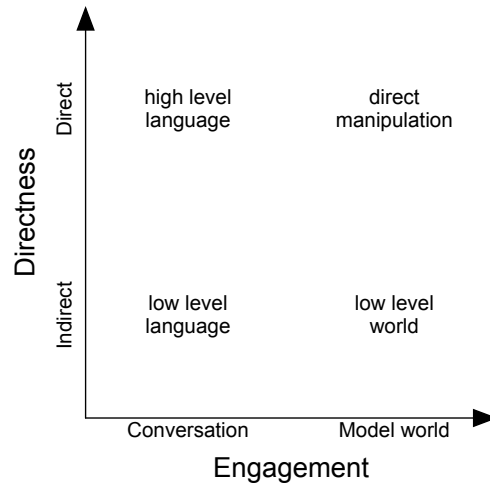 Directness
Direct
high level
language
direct
manipulation
Indirect
low level
language
low level
world
Conversation
Model world
Engagement